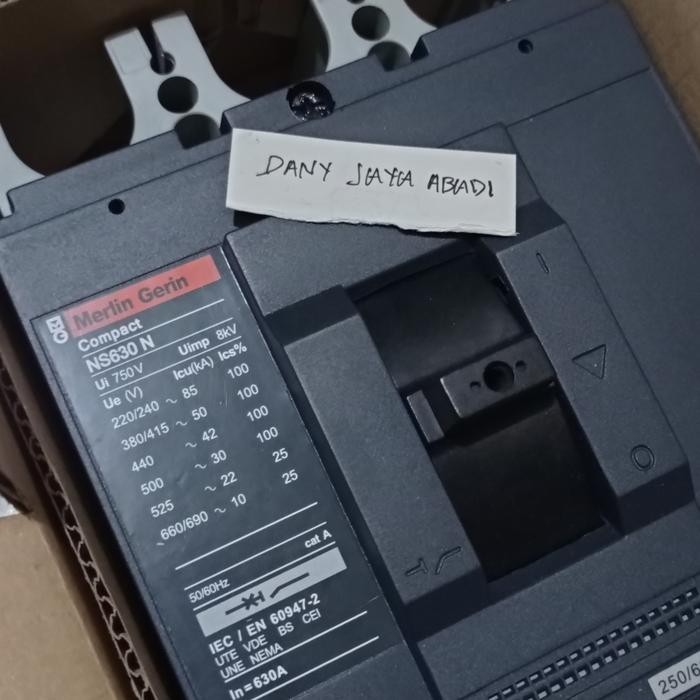 DANY JAYA ABADI
Merlin Gerin
Compact
NS630 N
Ui 750V Uimp 8kV
Ue (V) Icu(kA) Ics%
220/240 ~ 85 100
380/415 ~ 50 100
440 ~ 42 100
500 ~ 30 100
525 ~ 22 25
660/690 ~ 10 25
cat A
50/60Hz
IEC / EN 60947-2
UTE VDE BS CEI
UNE NEMA
In=630A
I
O